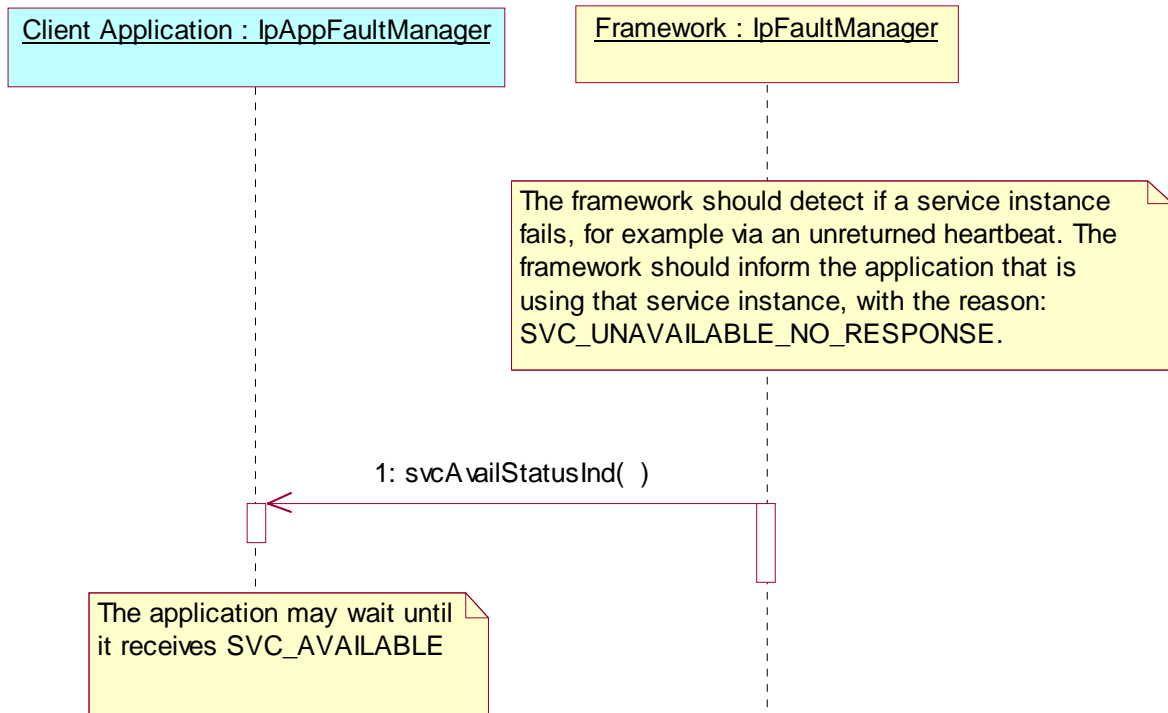 Client Application : IpAppFaultManager
Framework : IpFaultManager
The framework should detect if a service instance
fails, for example via an unreturned heartbeat. The
framework should inform the application that is
using that service instance, with the reason:
SVC_UNAVAILABLE_NO_RESPONSE.
1: svcAvailStatusInd( )
The application may wait until
it receives SVC_AVAILABLE